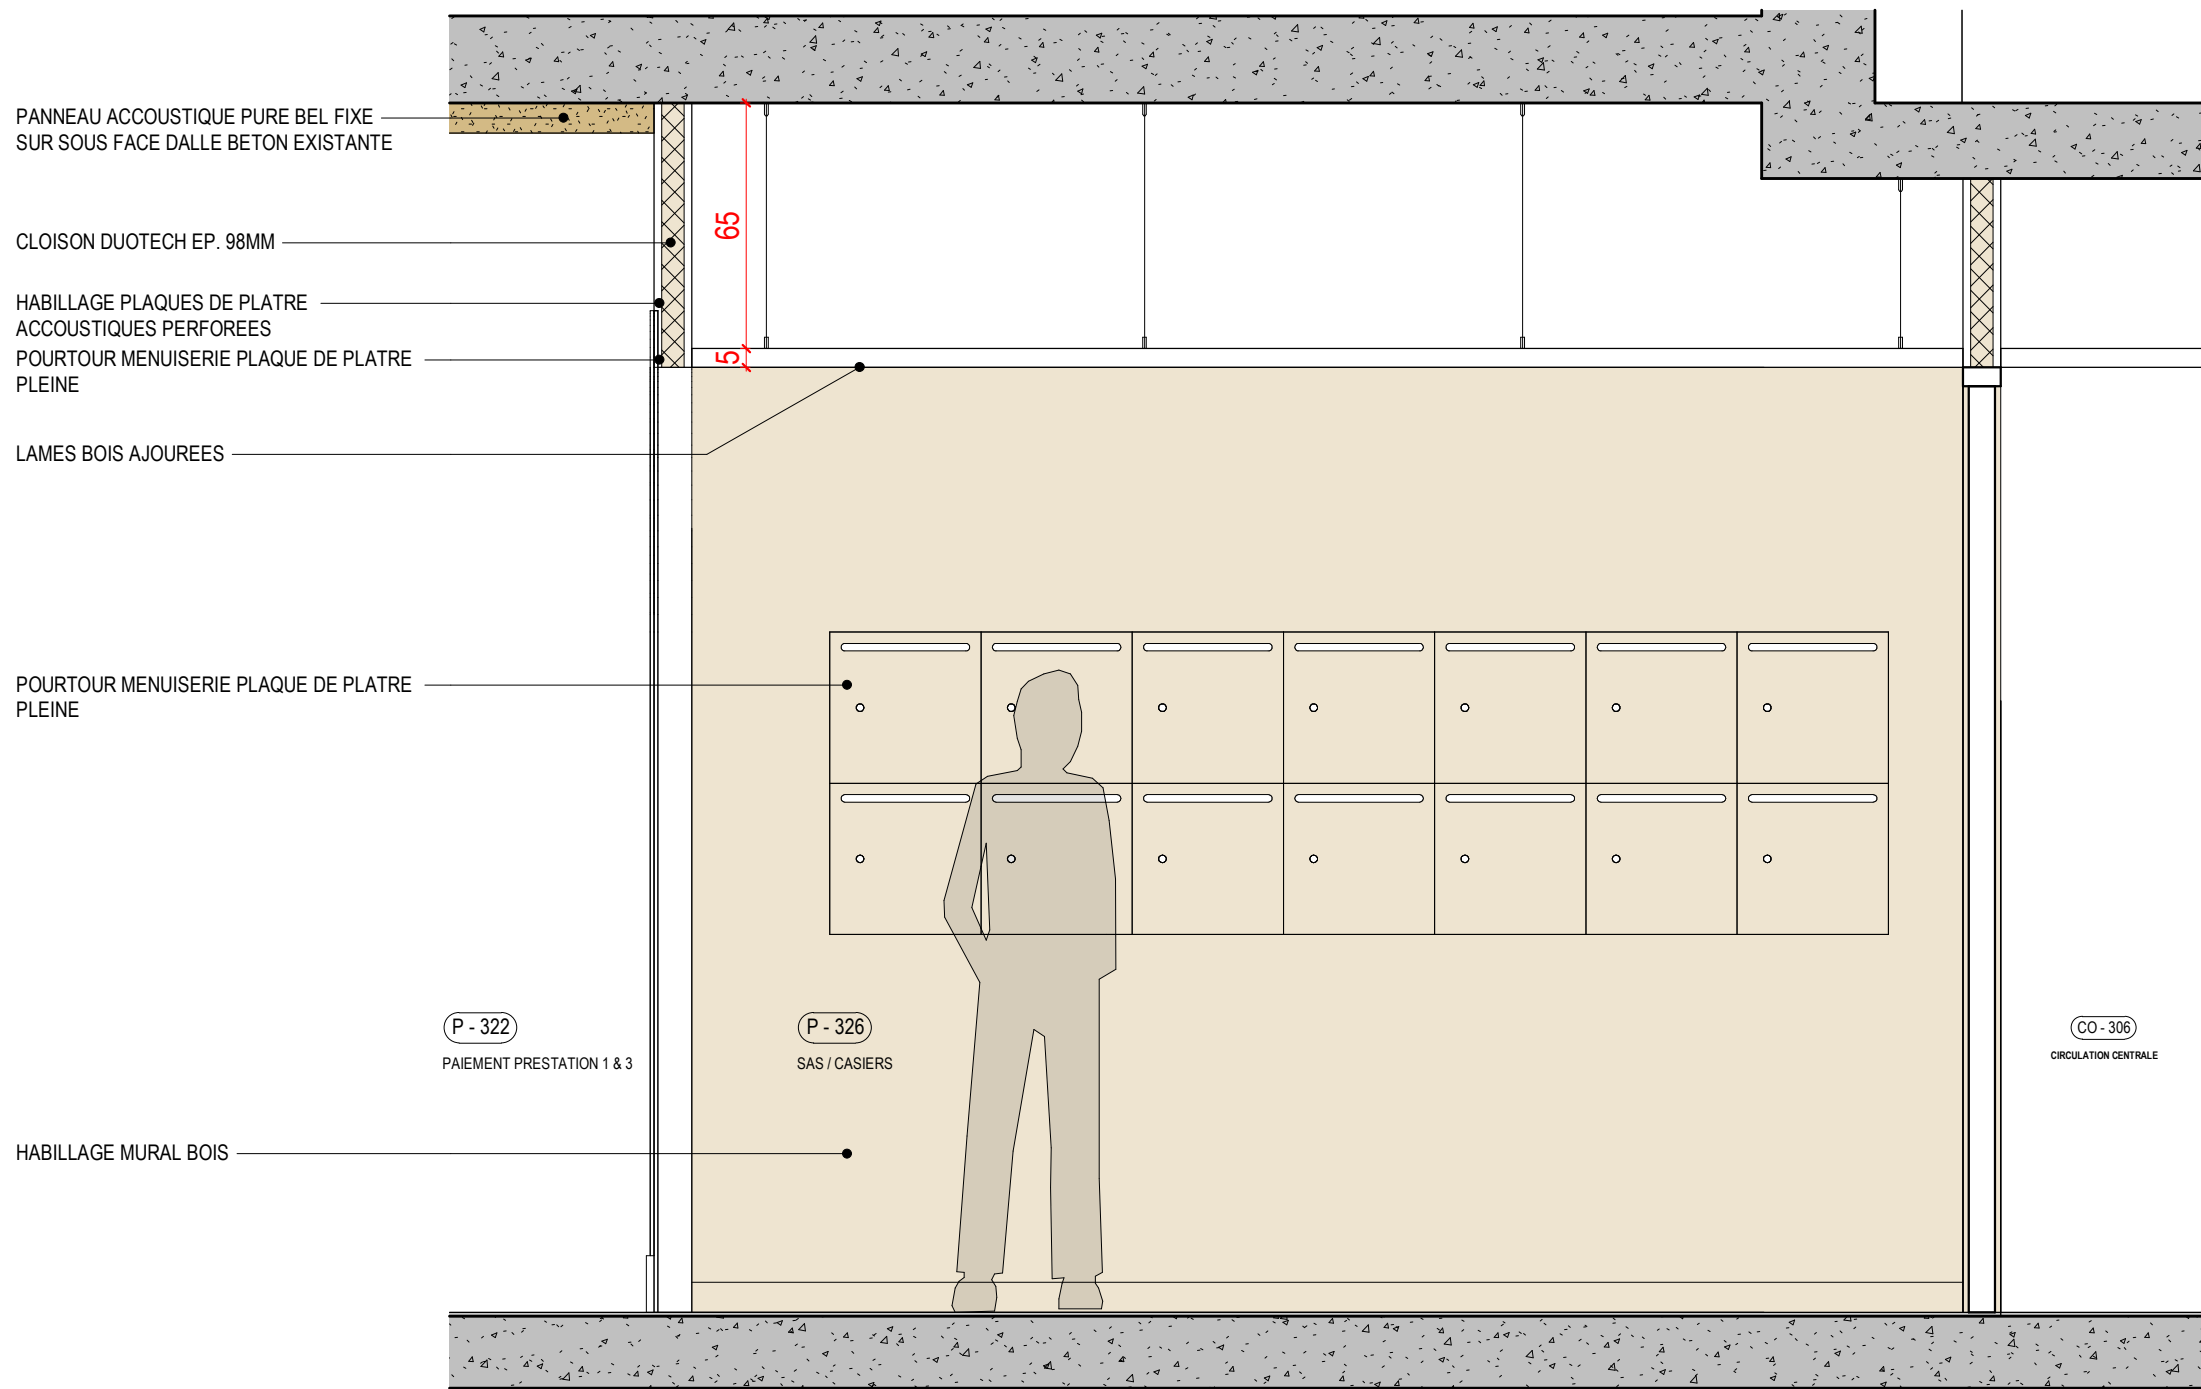 PANNEAU ACCOUSTIQUE PURE BEL FIXE
SUR SOUS FACE DALLE BETON EXISTANTE
65
CLOISON DUOTECH EP. 98MM
HABILLAGE PLAQUES DE PLATRE
ACCOUSTIQUES PERFOREES
5
POURTOUR MENUISERIE PLAQUE DE PLATRE
PLEINE
LAMES BOIS AJOUREES
POURTOUR MENUISERIE PLAQUE DE PLATRE
PLEINE
P - 322
PAIEMENT PRESTATION 1 & 3
P - 326
SAS / CASIERS
CO - 306
CIRCULATION CENTRALE
HABILLAGE MURAL BOIS